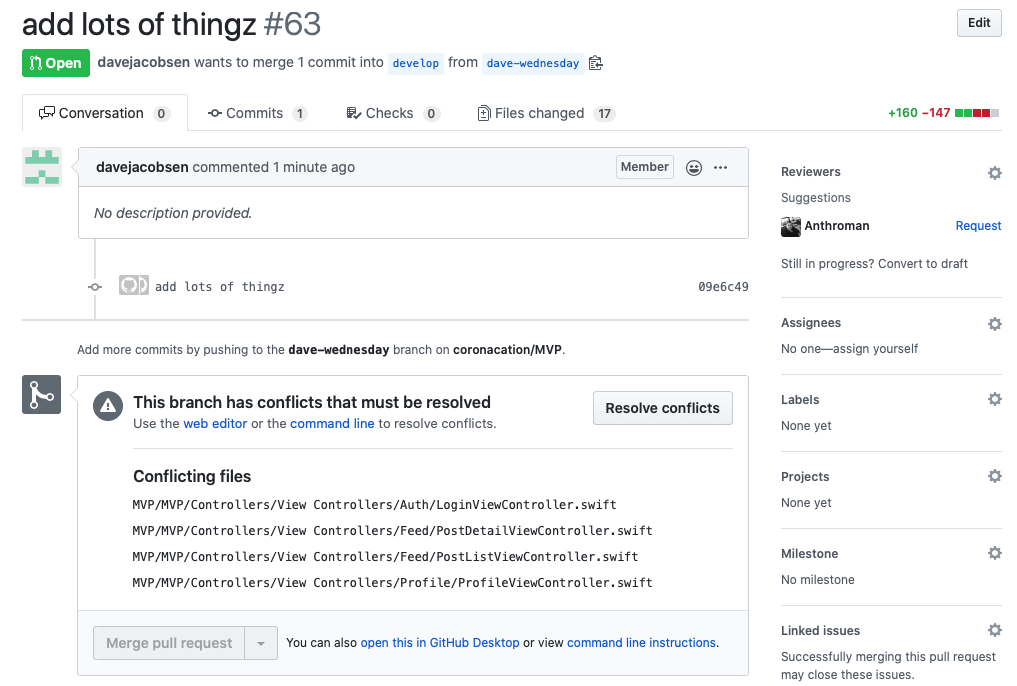 add lots of thingz #63
Edit
Open davejacobsen wants to merge 1 commit into develop from dave-wednesday
Conversation 0 Commits 1 Checks 0 Files changed 17 +160 −147
davejacobsen commented 1 minute ago Member
No description provided.
add lots of thingz 09e6c49
Add more commits by pushing to the dave-wednesday branch on coronacation/MVP.
This branch has conflicts that must be resolved
Use the web editor or the command line to resolve conflicts.
Resolve conflicts
Conflicting files
MVP/MVP/Controllers/View Controllers/Auth/LoginViewController.swift
MVP/MVP/Controllers/View Controllers/Feed/PostDetailViewController.swift
MVP/MVP/Controllers/View Controllers/Feed/PostListViewController.swift
MVP/MVP/Controllers/View Controllers/Profile/ProfileViewController.swift
Merge pull request
You can also open this in GitHub Desktop or view command line instructions.
Reviewers
Suggestions
Anthroman Request
Still in progress? Convert to draft
Assignees
No one—assign yourself
Labels
None yet
Projects
None yet
Milestone
No milestone
Linked issues
Successfully merging this pull request
may close these issues.